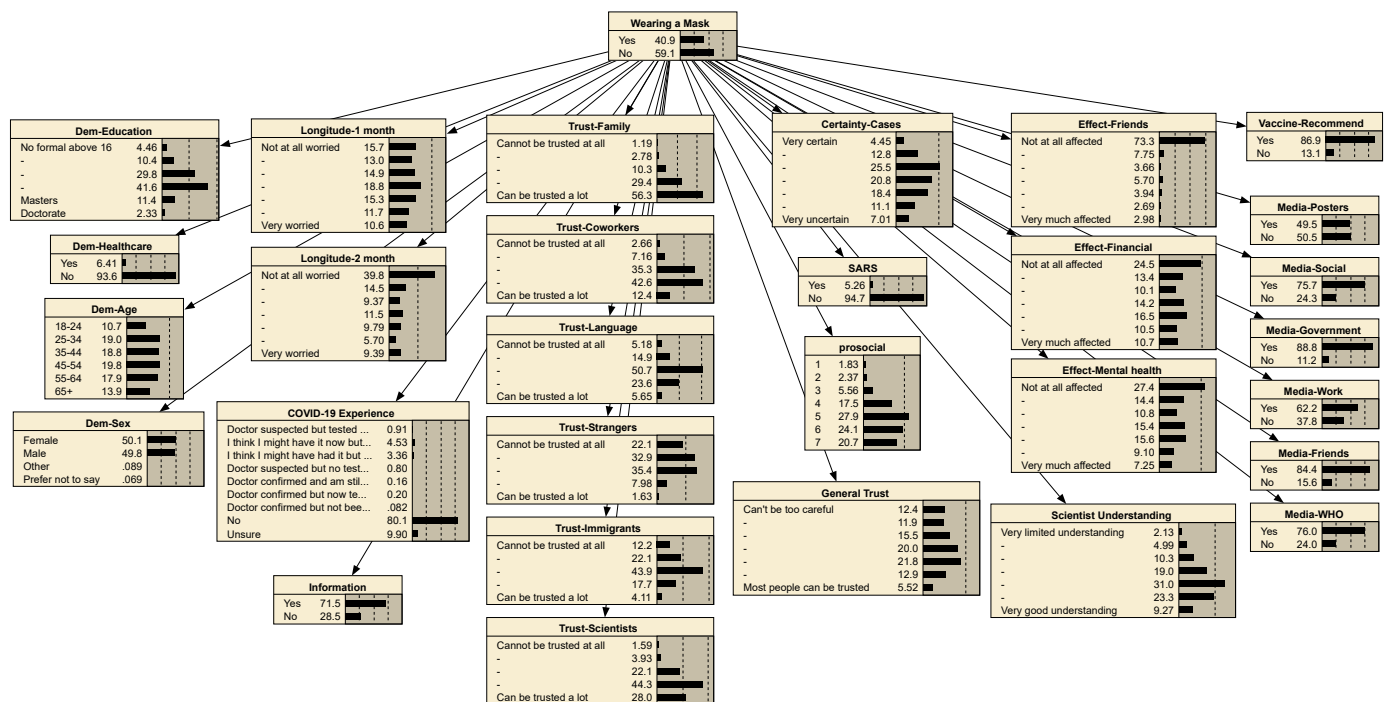 Wearing a Mask
Yes 40.9
No 59.1
Dem-Education
No formal above 16 4.46
- 10.4
- 29.8
- 41.6
Masters 11.4
Doctorate 2.33
Dem-Healthcare
Yes 6.41
No 93.6
Dem-Age
18-24 10.7
25-34 19.0
35-44 18.8
45-54 19.8
55-64 17.9
65+ 13.9
Dem-Sex
Female 50.1
Male 49.8
Other .089
Prefer not to say .069
Longitude-1 month
Not at all worried 15.7
- 13.0
- 14.9
- 18.8
- 15.3
- 11.7
Very worried 10.6
Longitude-2 month
Not at all worried 39.8
- 14.5
- 9.37
- 11.5
- 9.79
- 5.70
Very worried 9.39
COVID-19 Experience
Doctor suspected but tested ... 0.91
I think I might have it now but... 4.53
I think I might have had it but ... 3.36
Doctor suspected but no test... 0.80
Doctor confirmed and am stil... 0.16
Doctor confirmed but now te... 0.20
Doctor confirmed but not bee... .082
No 80.1
Unsure 9.90
Information
Yes 71.5
No 28.5
Trust-Family
Cannot be trusted at all 1.19
- 2.78
- 10.3
- 29.4
Can be trusted a lot 56.3
Trust-Coworkers
Cannot be trusted at all 2.66
- 7.16
- 35.3
- 42.6
Can be trusted a lot 12.4
Trust-Language
Cannot be trusted at all 5.18
- 14.9
- 50.7
- 23.6
Can be trusted a lot 5.65
Trust-Strangers
Cannot be trusted at all 22.1
- 32.9
- 35.4
- 7.98
Can be trusted a lot 1.63
Trust-Immigrants
Cannot be trusted at all 12.2
- 22.1
- 43.9
- 17.7
Can be trusted a lot 4.11
Trust-Scientists
Cannot be trusted at all 1.59
- 3.93
- 22.1
- 44.3
Can be trusted a lot 28.0
Certainty-Cases
Very certain 4.45
- 12.8
- 25.5
- 20.8
- 18.4
- 11.1
Very uncertain 7.01
SARS
Yes 5.26
No 94.7
prosocial
1 1.83
2 2.37
3 5.56
4 17.5
5 27.9
6 24.1
7 20.7
General Trust
Can't be too careful 12.4
- 11.9
- 15.5
- 20.0
- 21.8
- 12.9
Most people can be trusted 5.52
Effect-Friends
Not at all affected 73.3
- 7.75
- 3.66
- 5.70
- 3.94
- 2.69
Very much affected 2.98
Effect-Financial
Not at all affected 24.5
- 13.4
- 10.1
- 14.2
- 16.5
- 10.5
Very much affected 10.7
Effect-Mental health
Not at all affected 27.4
- 14.4
- 10.8
- 15.4
- 15.6
- 9.10
Very much affected 7.25
Scientist Understanding
Very limited understanding 2.13
- 4.99
- 10.3
- 19.0
- 31.0
- 23.3
Very good understanding 9.27
Vaccine-Recommend
Yes 86.9
No 13.1
Media-Posters
Yes 49.5
No 50.5
Media-Social
Yes 75.7
No 24.3
Media-Government
Yes 88.8
No 11.2
Media-Work
Yes 62.2
No 37.8
Media-Friends
Yes 84.4
No 15.6
Media-WHO
Yes 76.0
No 24.0